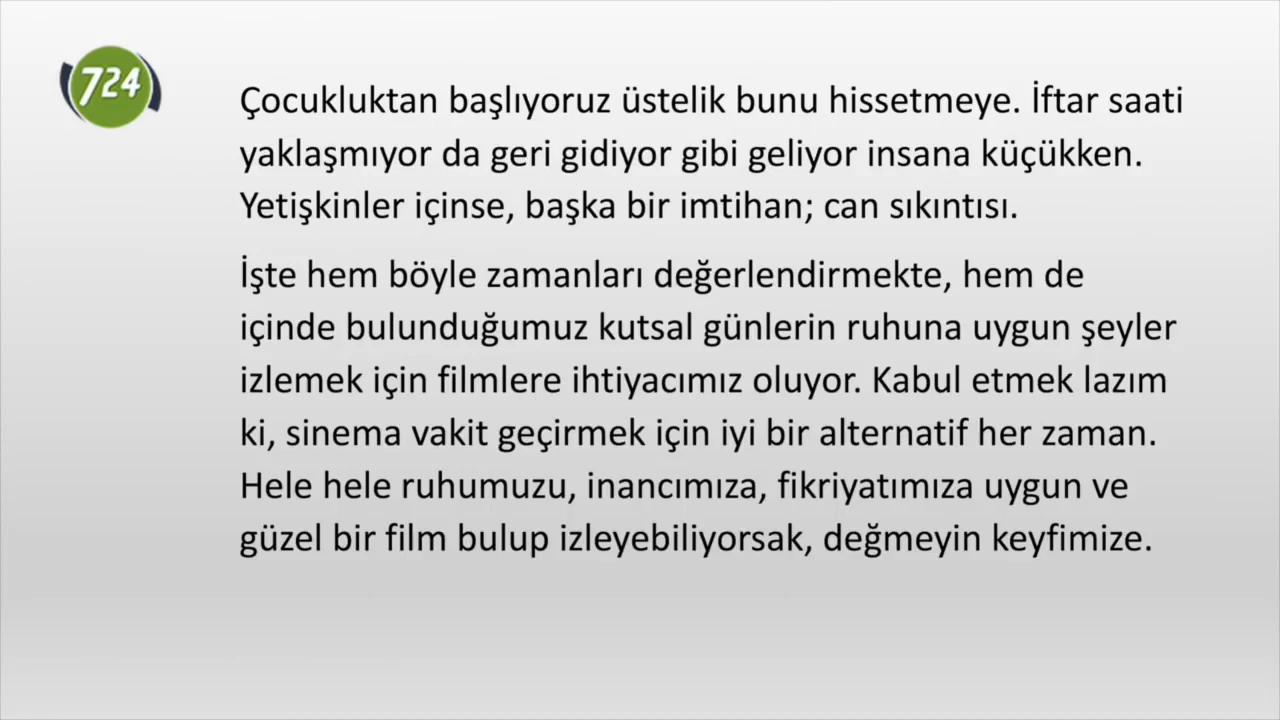 724
Çocukluktan başlıyoruz üstelik bunu hissetmeye. İftar saati
yaklaşmıyor da geri gidiyor gibi geliyor insana küçükken.
Yetişkinler içinse, başka bir imtihan; can sıkıntısı.
İşte hem böyle zamanları değerlendirmekte, hem de
içinde bulunduğumuz kutsal günlerin ruhuna uygun şeyler
izlemek için filmlere ihtiyacımız oluyor. Kabul etmek lazım
ki, sinema vakit geçirmek için iyi bir alternatif her zaman.
Hele hele ruhumuzu, inancımıza, fikriyatımıza uygun ve
güzel bir film bulup izleyebiliyorsak, değmeyin keyfimize.